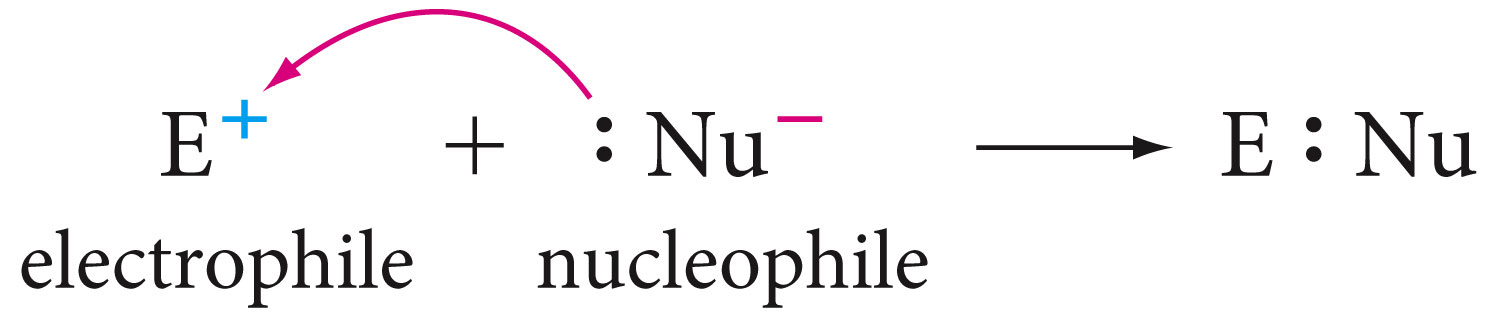 E⁺ + :Nu⁻ ⟶ E:Nu
electrophile nucleophile